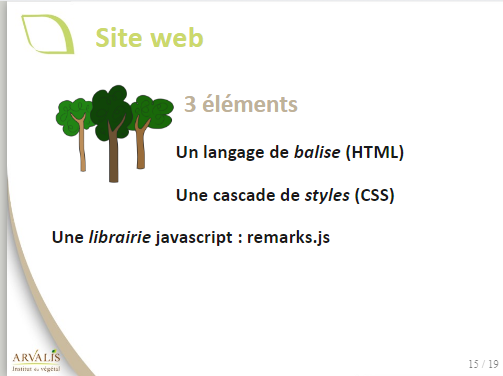 Site web
3 éléments
Un langage de balise (HTML)
Une cascade de styles (CSS)
Une librairie javascript : remarks.js
ARVALIS
Institut du végétal
15 / 19